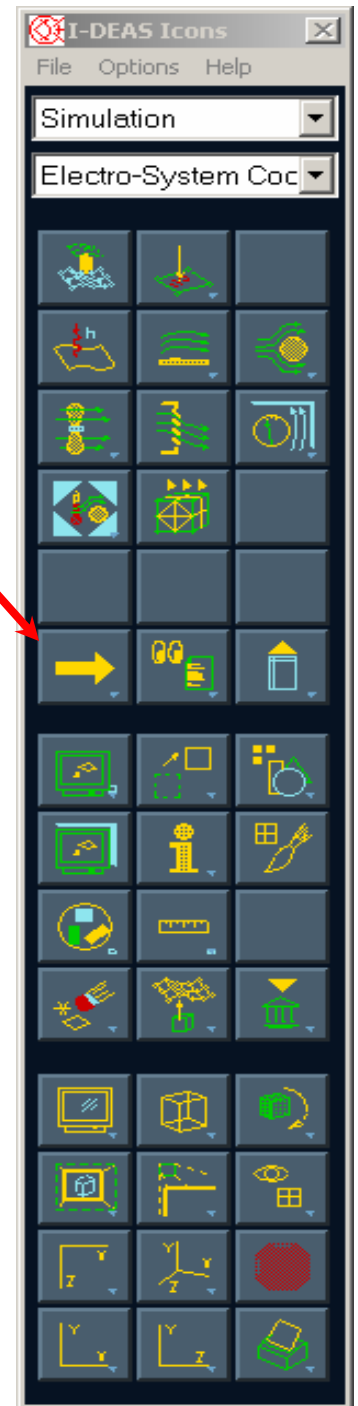 I-DEAS Icons
File Options Help
Simulation
Electro-System Coc
h
i
Y
Z
Y
Y
Z
Y
Y
Y
Z